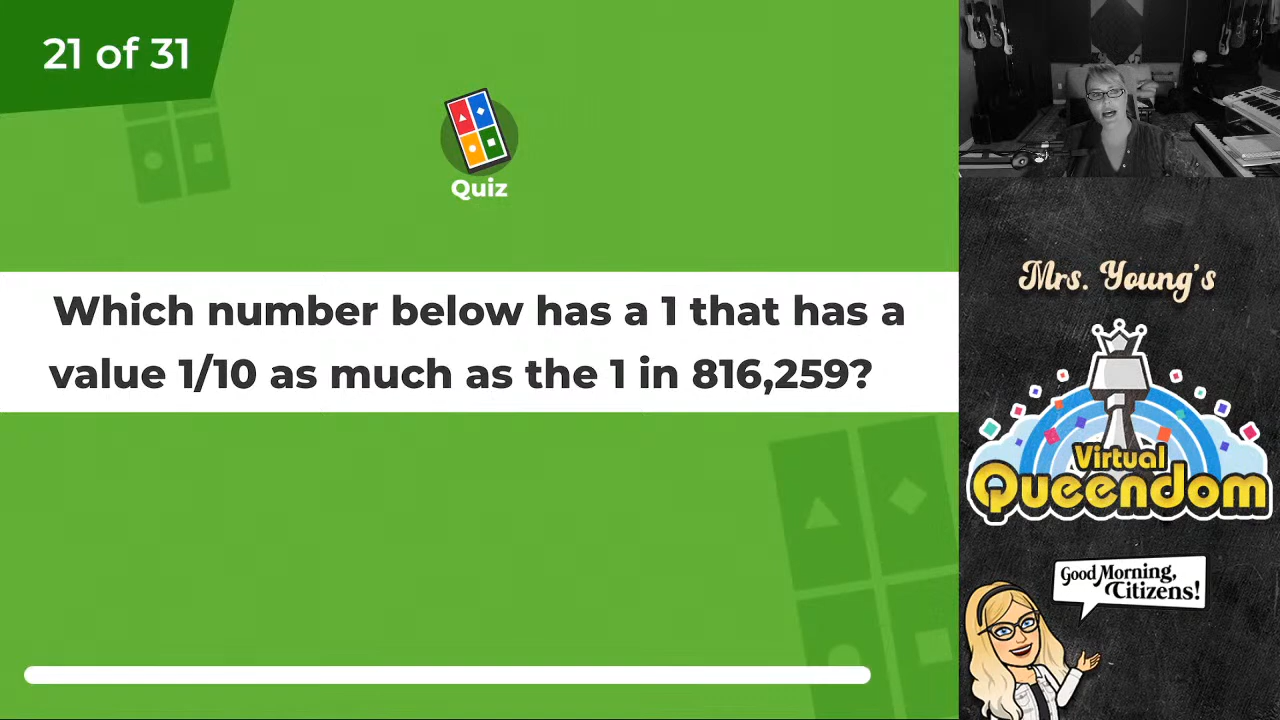 21 of 31
Quiz
Which number below has a 1 that has a
value 1/10 as much as the 1 in 816,259?
Mrs. Young's
Virtual
Queendom
Good Morning,
Citizens!